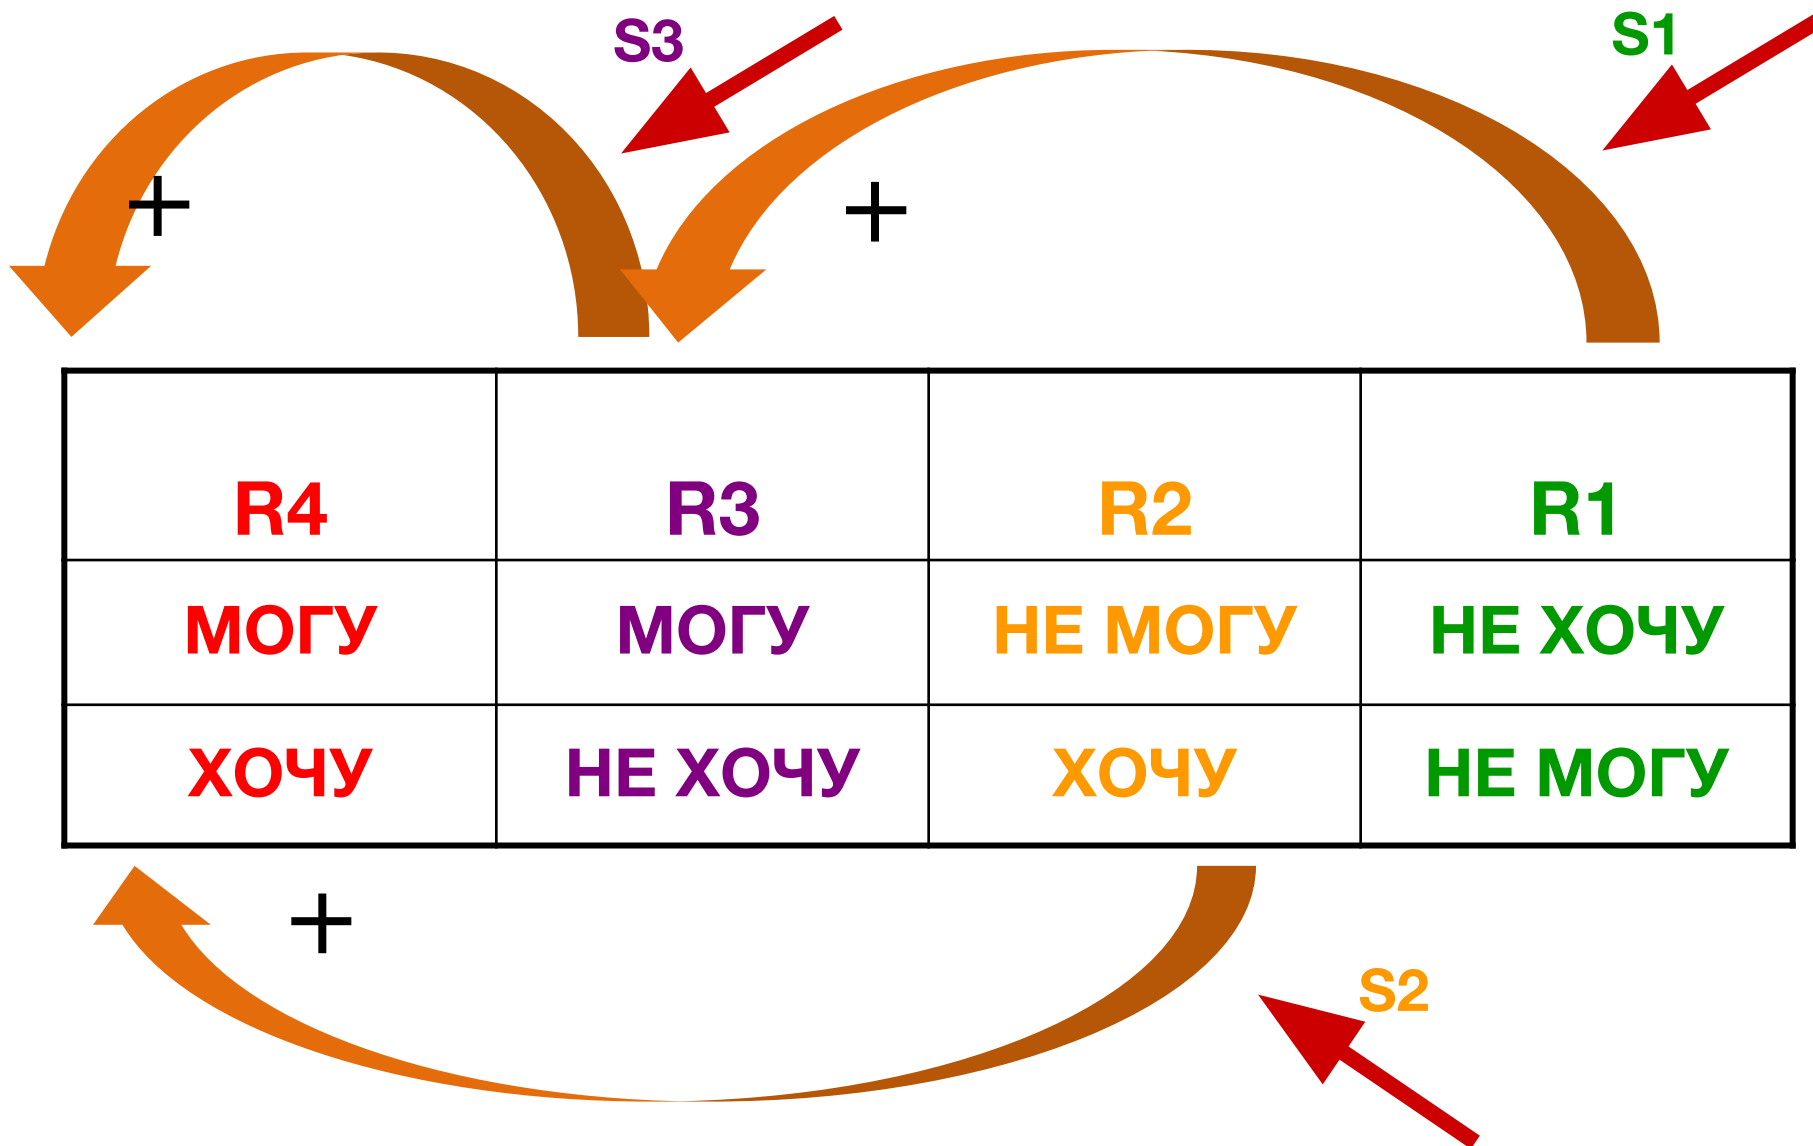 S3 S1
+ +
R4 R3 R2 R1
МОГУ МОГУ НЕ МОГУ НЕ ХОЧУ
ХОЧУ НЕ ХОЧУ ХОЧУ НЕ МОГУ
+
S2